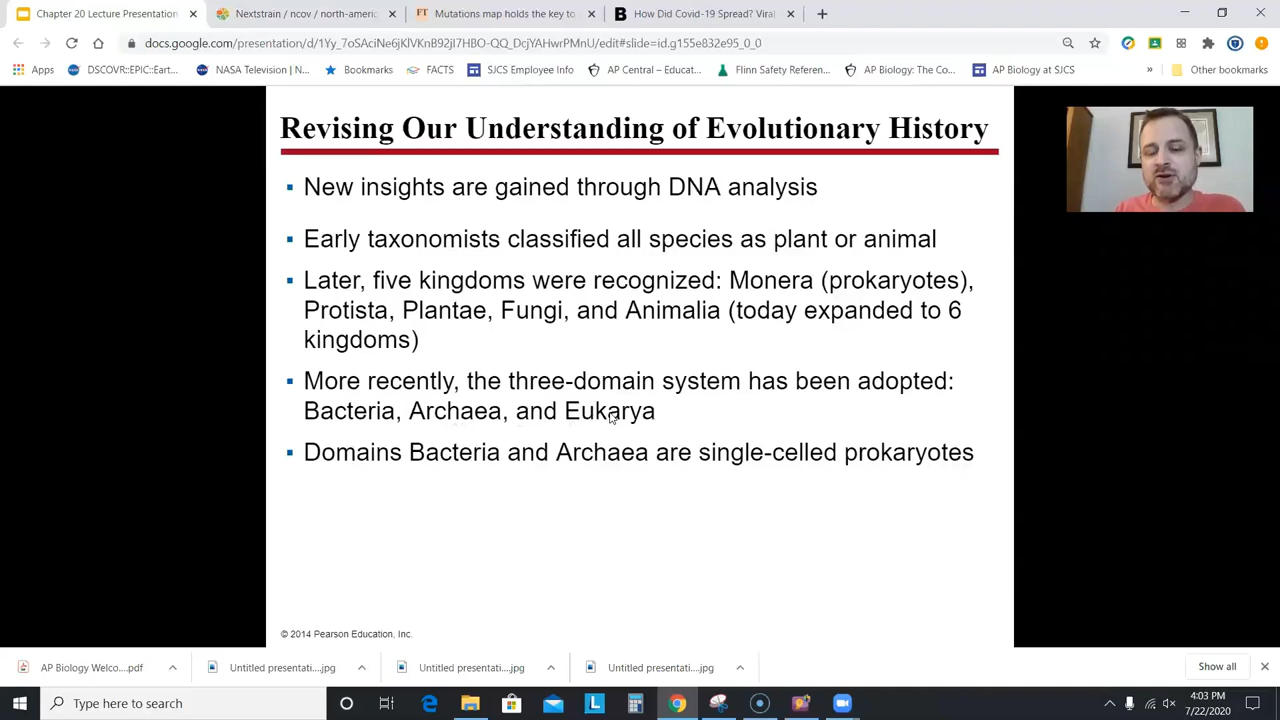 Chapter 20 Lecture Presentation
Nextstrain / ncov / north-ameri
Mutations map holds the key to
How Did Covid-19 Spread? Viral
docs.google.com/presentation/d/1Yy_7oSAciNe6jKlVKnB92iI7HBO-QQ_DcjYAHwrPMnU/edit#slide=id.g155e832e95_0_0
Apps
DSCOVR::EPIC::Eart...
NASA Television | N...
Bookmarks
FACTS
SJCS Employee Info
AP Central – Educat...
Flinn Safety Referen...
AP Biology: The Co...
AP Biology at SJCS
»
Other bookmarks
Revising Our Understanding of Evolutionary History
▪ New insights are gained through DNA analysis
▪ Early taxonomists classified all species as plant or animal
▪ Later, five kingdoms were recognized: Monera (prokaryotes),
Protista, Plantae, Fungi, and Animalia (today expanded to 6
kingdoms)
▪ More recently, the three-domain system has been adopted:
Bacteria, Archaea, and Eukarya
▪ Domains Bacteria and Archaea are single-celled prokaryotes
© 2014 Pearson Education, Inc.
AP Biology Welco....pdf
Untitled presentati....jpg
Untitled presentati....jpg
Untitled presentati....jpg
Show all
Type here to search
4:03 PM
7/22/2020